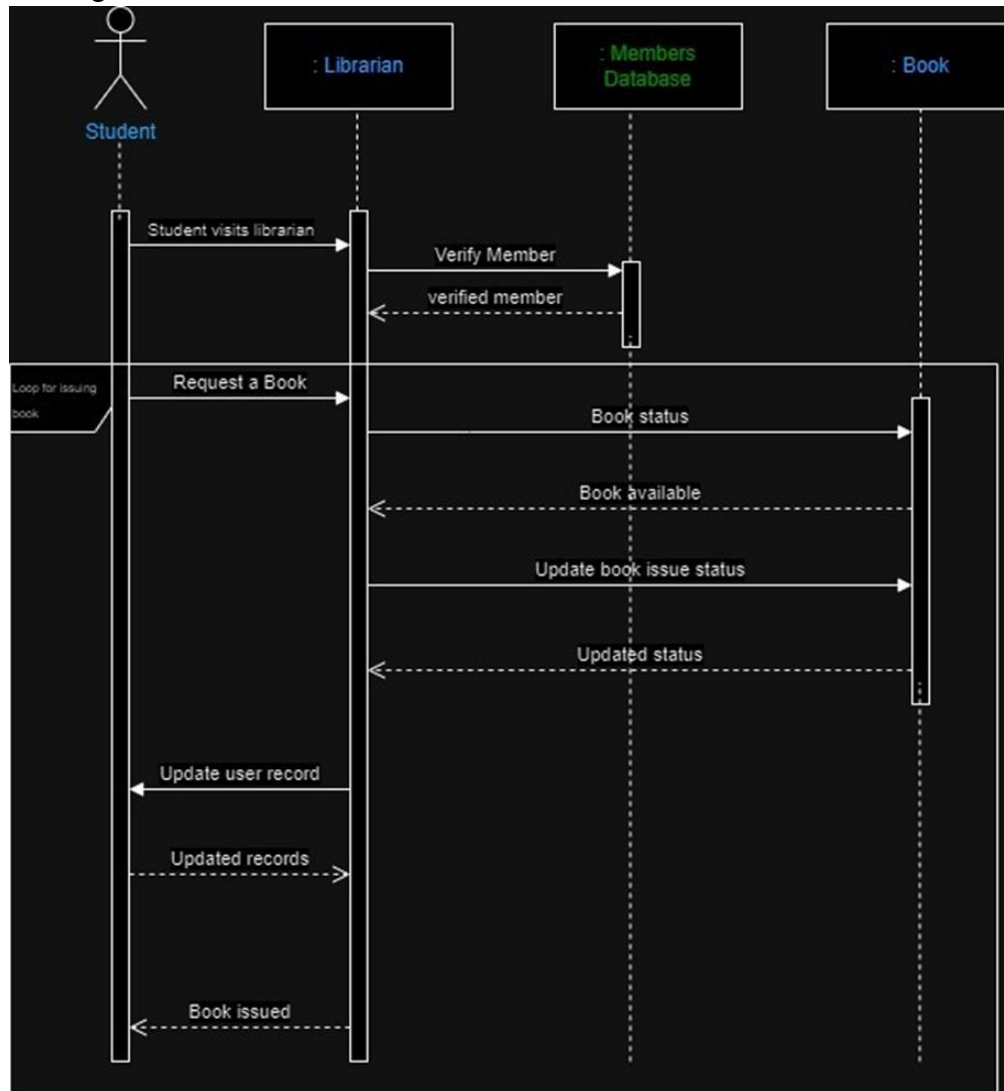 : Librarian
: Members
Database
: Book
Student
Student visits librarian
Verify Member
verified member
Loop for issuing
book
Request a Book
Book status
Book available
Update book issue status
Updated status
Update user record
Updated records
Book issued